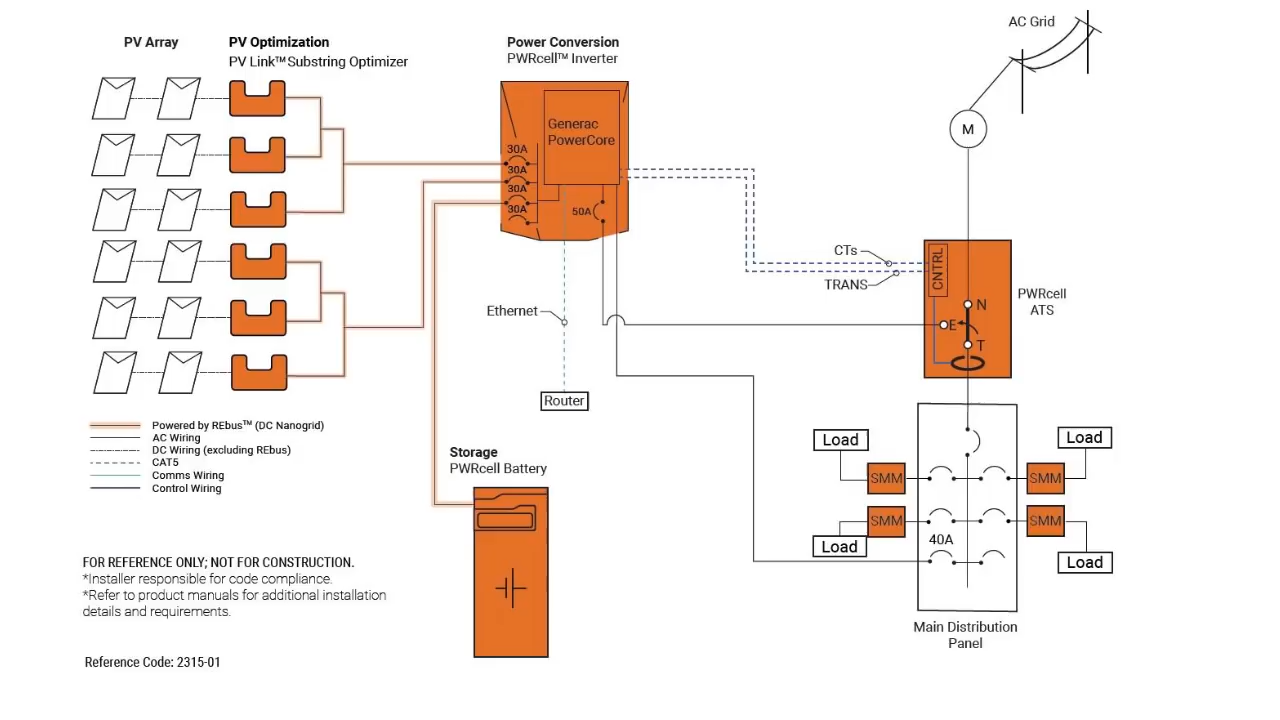 PV Array
PV Optimization
PV Link™ Substring Optimizer
Power Conversion
PWRcell™ Inverter
AC Grid
M
Generac
PowerCore
30A
30A
30A
30A
50A
CTs
TRANS
CNTRL
N
E
T
PWRcell
ATS
Ethernet
Router
Powered by REbus™ (DC Nanogrid)
AC Wiring
DC Wiring (excluding REbus)
CAT5
Comms Wiring
Control Wiring
Storage
PWRcell Battery
Load
Load
SMM
SMM
SMM
SMM
Load
Load
40A
Main Distribution
Panel
FOR REFERENCE ONLY; NOT FOR CONSTRUCTION.
*Installer responsible for code compliance.
*Refer to product manuals for additional installation
details and requirements.
Reference Code: 2315-01